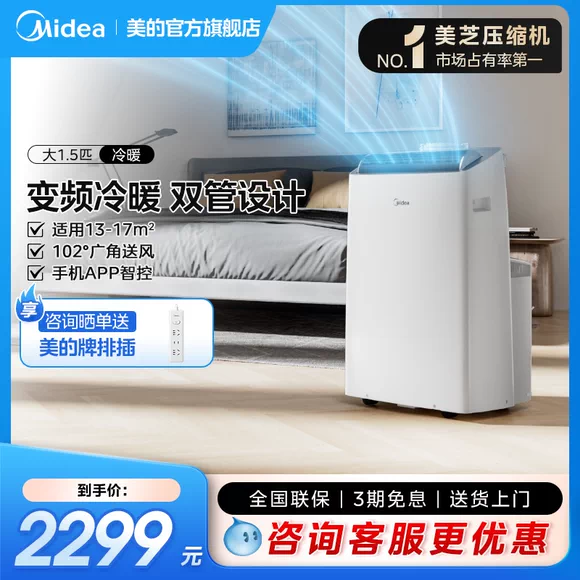 Midea | 美的官方旗舰店
NO.1 美芝压缩机
市场占有率第一
大1.5匹 冷暖
变频冷暖 双管设计
适用13-17m²
102°广角送风
手机APP智控
享
咨询晒单送
美的牌排插
Midea
到手价：
2299元
全国联保 | 3期免息 | 送货上门
咨询客服更优惠